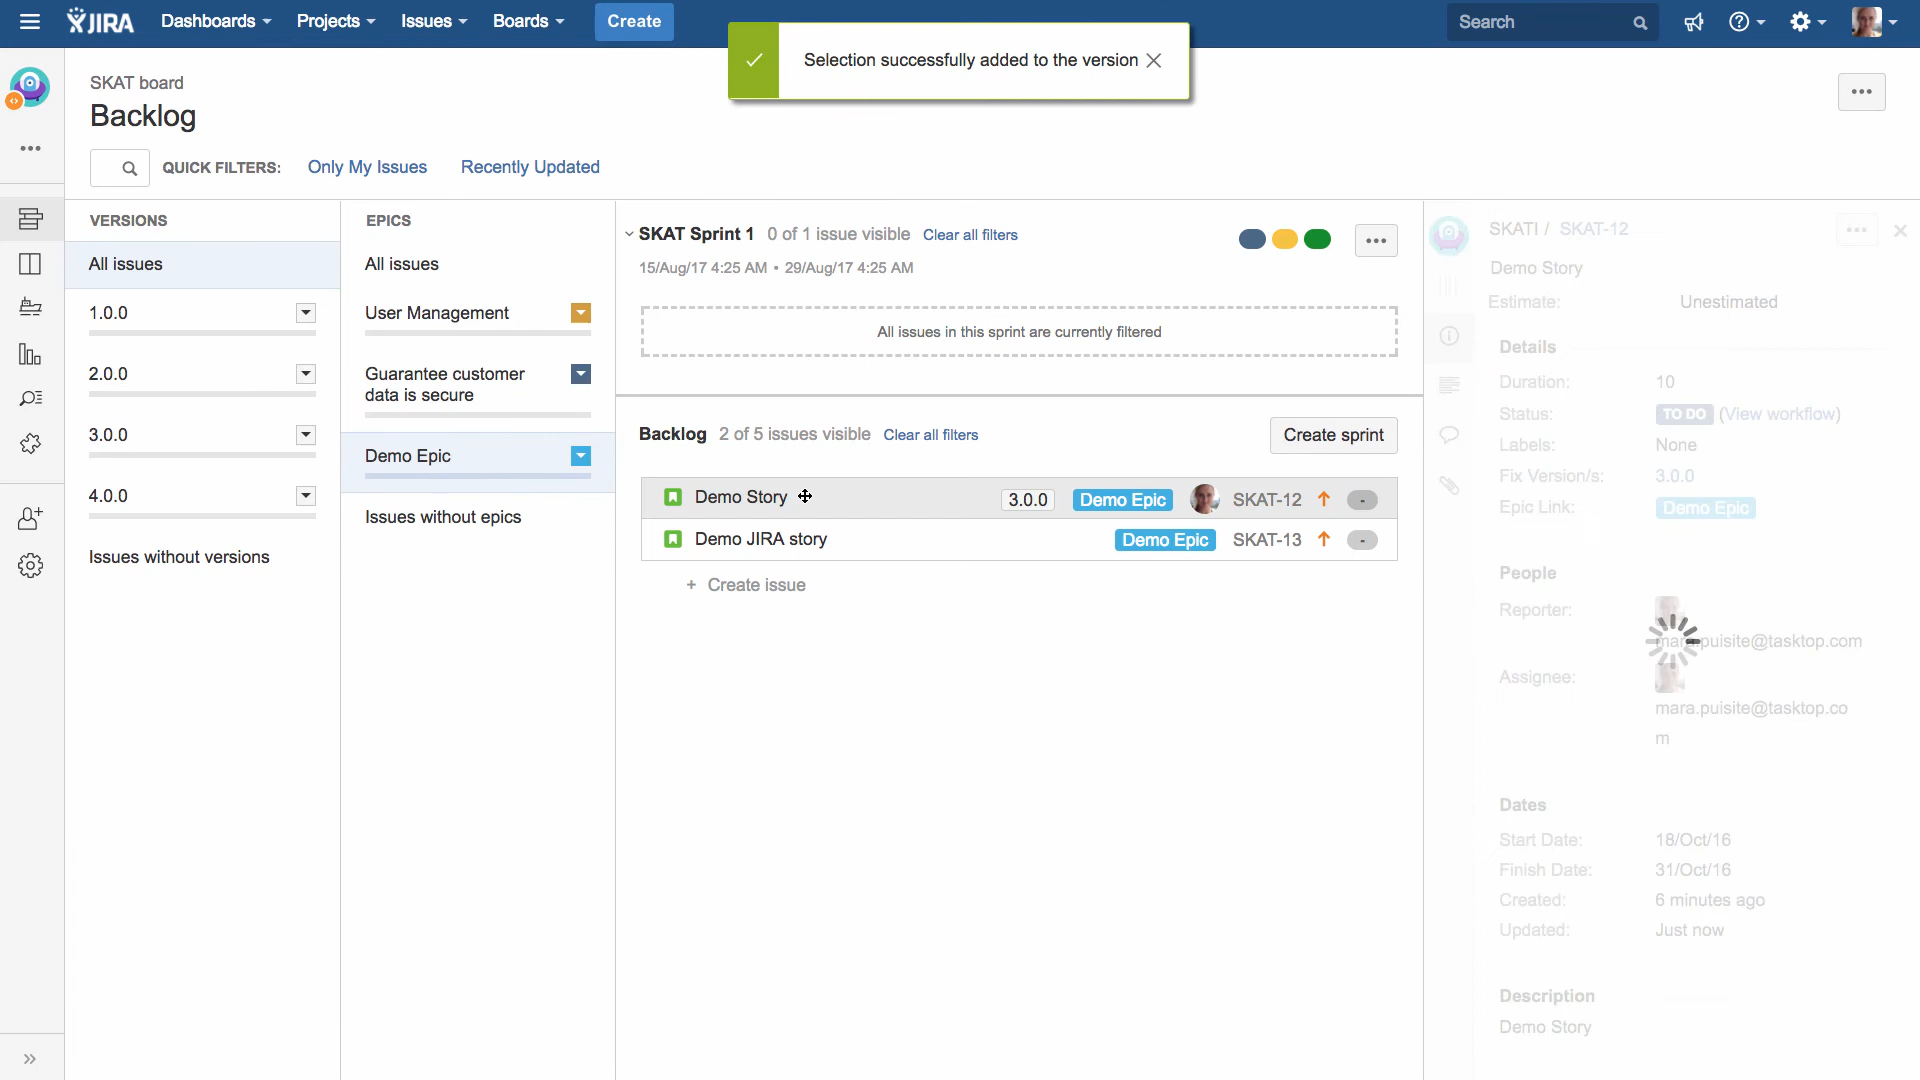 JIRA Dashboards Projects Issues Boards Create Search
Selection successfully added to the version
SKAT board
Backlog
QUICK FILTERS: Only My Issues Recently Updated
VERSIONS
All issues
1.0.0
2.0.0
3.0.0
4.0.0
Issues without versions
EPICS
All issues
User Management
Guarantee customer
data is secure
Demo Epic
Issues without epics
SKAT Sprint 1 0 of 1 issue visible Clear all filters
15/Aug/17 4:25 AM • 29/Aug/17 4:25 AM
All issues in this sprint are currently filtered
Backlog 2 of 5 issues visible Clear all filters Create sprint
Demo Story 3.0.0 Demo Epic SKAT-12 -
Demo JIRA story Demo Epic SKAT-13 -
+ Create issue
SKATI / SKAT-12
Demo Story
Estimate: Unestimated
Details
Duration: 10
Status: TO DO (View workflow)
Labels: None
Fix Version/s: 3.0.0
Epic Link: Demo Epic
People
Reporter:
mara.puisite@tasktop.com
Assignee:
mara.puisite@tasktop.co
m
Dates
Start Date: 18/Oct/16
Finish Date: 31/Oct/16
Created: 6 minutes ago
Updated: Just now
Description
Demo Story